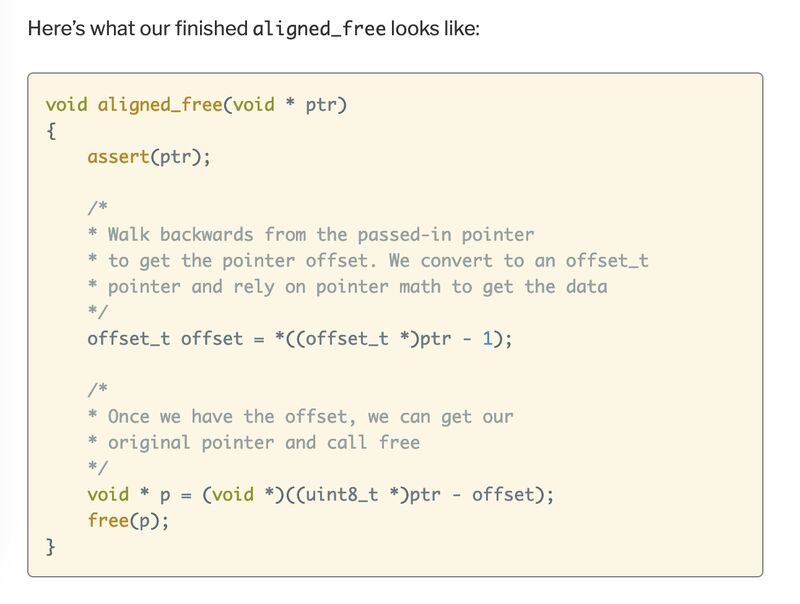 Here’s what our finished aligned_free looks like:
void aligned_free(void * ptr)
{
    assert(ptr);
    /*
    * Walk backwards from the passed-in pointer
    * to get the pointer offset. We convert to an offset_t
    * pointer and rely on pointer math to get the data
    */
    offset_t offset = *((offset_t *)ptr - 1);
    /*
    * Once we have the offset, we can get our
    * original pointer and call free
    */
    void * p = (void *)((uint8_t *)ptr - offset);
    free(p);
}